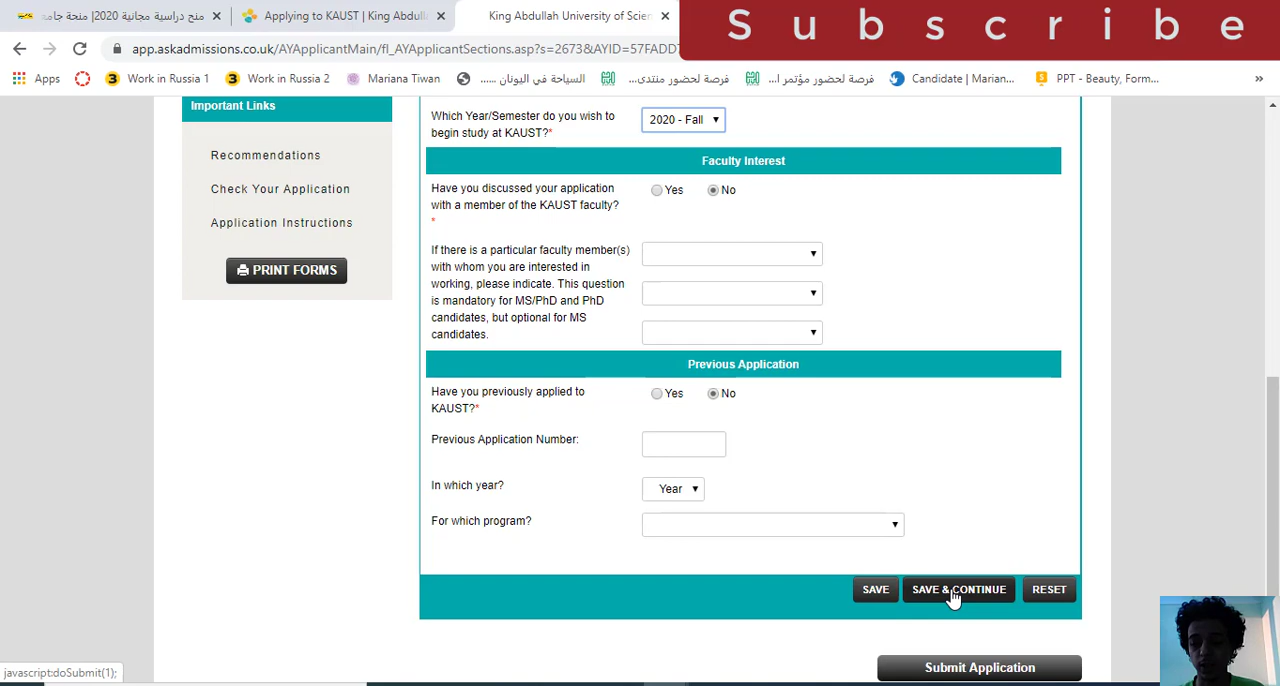 منح دراسية مجانية 2020| منحة جامع
Applying to KAUST | King Abdull
King Abdullah University of Scien
Subscribe
app.askadmissions.co.uk/AYApplicantMain/fl_AYApplicantSections.asp?s=2673&AYID=57FADD7
Apps
Work in Russia 1
Work in Russia 2
Mariana Tiwan
السياحة في اليونان ......
فرصة لحضور منتدى...
فرصة لحضور مؤتمر ا...
Candidate | Marian...
PPT - Beauty, Form...
»
Important Links
Recommendations
Check Your Application
Application Instructions
PRINT FORMS
Which Year/Semester do you wish to
begin study at KAUST?*
2020 - Fall
Faculty Interest
Have you discussed your application
with a member of the KAUST faculty?
*
Yes
No
If there is a particular faculty member(s)
with whom you are interested in
working, please indicate. This question
is mandatory for MS/PhD and PhD
candidates, but optional for MS
candidates.
Previous Application
Have you previously applied to
KAUST?*
Yes
No
Previous Application Number:
In which year?
Year
For which program?
SAVE
SAVE & CONTINUE
RESET
Submit Application
javascript:doSubmit(1);